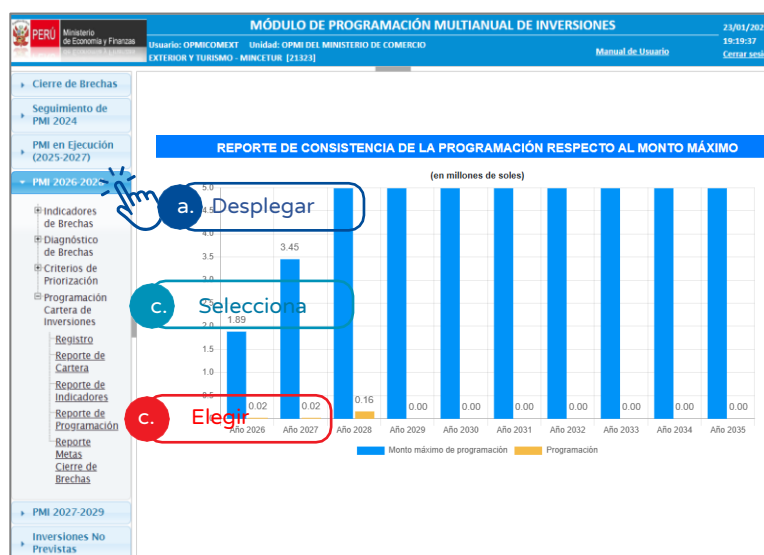 PERÚ
Ministerio
de Economía y Finanzas
MÓDULO DE PROGRAMACIÓN MULTIANUAL DE INVERSIONES
23/01/202
Usuario: OPMICOMEXT Unidad: OPMI DEL MINISTERIO DE COMERCIO
EXTERIOR Y TURISMO - MINCETUR [21323]
Manual de Usuario
19:19:37
Cerrar sesi
Cierre de Brechas
Seguimiento de
PMI 2024
PMI en Ejecución
(2025-2027)
PMI 2026-202
Indicadores
de Brechas
Diagnóstico
de Brechas
Criterios de
Priorización
Programación
Cartera de
Inversiones
Registro
Reporte de
Cartera
Reporte de
Indicadores
Reporte de
Programación
Reporte
Metas
Cierre de
Brechas
PMI 2027-2029
Inversiones No
Previstas
REPORTE DE CONSISTENCIA DE LA PROGRAMACIÓN RESPECTO AL MONTO MÁXIMO
(en millones de soles)
5.0
4.5
4.0
3.5
3.0
2.5
2.0
1.5
1.0
0.5
a. Desplegar
c. Selecciona
c. Elegir
1.89
3.45
0.02 0.02 0.16 0.00 0.00 0.00 0.00 0.00 0.00 0.00
Año 2026 Año 2027 Año 2028 Año 2029 Año 2030 Año 2031 Año 2032 Año 2033 Año 2034 Año 2035
Monto máximo de programación Programación